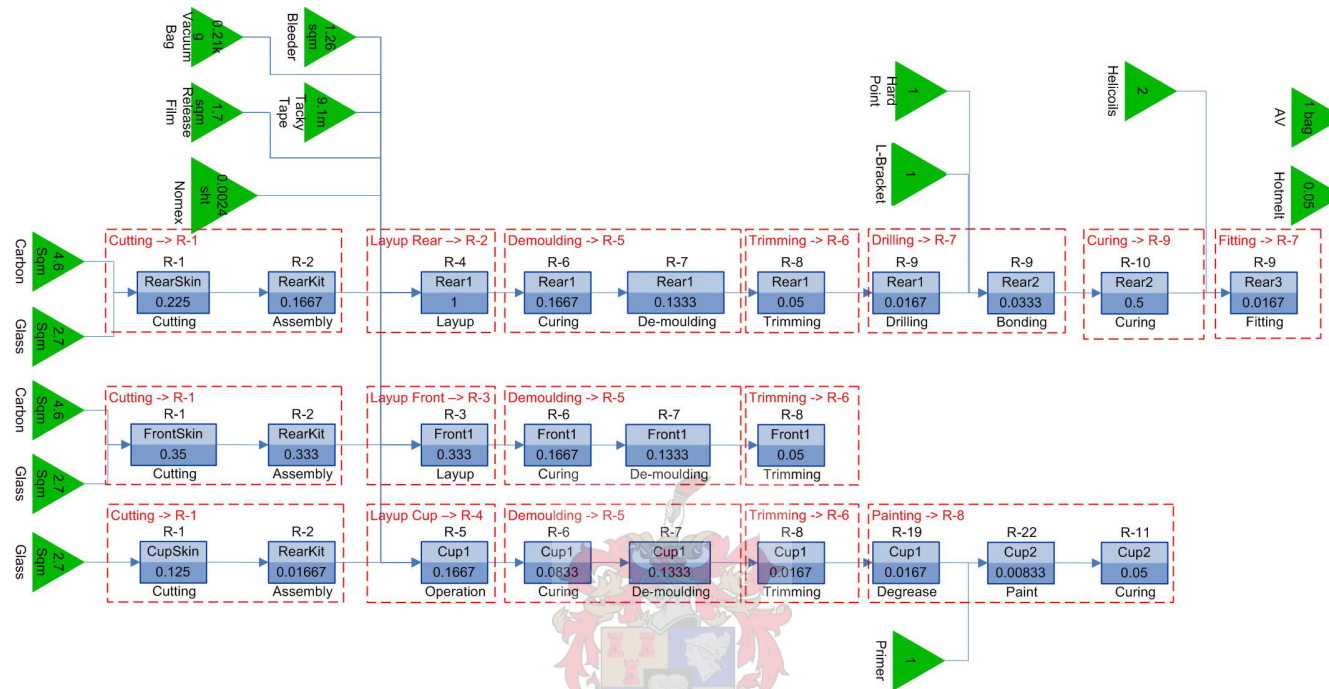 0.21k
g
Vacuum
Bag
1.26
sqm
Bleeder
1.7
sqm
Release
Film
9.1m
Tacky
Tape
0.0024
sht
Nomex
1
Hard
Point
1
L-Bracket
2
Helicoils
1 bag
AV
0.05
Hotmelt
4.6
Sqm
Carbon
2.7
Sqm
Glass
Cutting -> R-1
R-1
RearSkin
0.225
Cutting
R-2
RearKit
0.1667
Assembly
Layup Rear -> R-2
R-4
Rear1
1
Layup
Demoulding -> R-5
R-6
Rear1
0.1667
Curing
R-7
Rear1
0.1333
De-moulding
Trimming -> R-6
R-8
Rear1
0.05
Trimming
Drilling -> R-7
R-9
Rear1
0.0167
Drilling
R-9
Rear2
0.0333
Bonding
Curing -> R-9
R-10
Rear2
0.5
Curing
Fitting -> R-7
R-9
Rear3
0.0167
Fitting
4.6
Sqm
Carbon
2.7
Sqm
Glass
Cutting -> R-1
R-1
FrontSkin
0.35
Cutting
R-2
RearKit
0.333
Assembly
Layup Front -> R-3
R-3
Front1
0.333
Layup
Demoulding -> R-5
R-6
Front1
0.1667
Curing
R-7
Front1
0.1333
De-moulding
Trimming -> R-6
R-8
Front1
0.05
Trimming
2.7
Sqm
Glass
Cutting -> R-1
R-1
CupSkin
0.125
Cutting
R-2
RearKit
0.01667
Assembly
Layup Cup -> R-4
R-5
Cup1
0.1667
Operation
Demoulding -> R-5
R-6
Cup1
0.0833
Curing
R-7
Cup1
0.1333
De-moulding
Trimming -> R-6
R-8
Cup1
0.0167
Trimming
Painting -> R-8
R-19
Cup1
0.0167
Degrease
R-22
Cup2
0.00833
Paint
R-11
Cup2
0.05
Curing
1
Primer